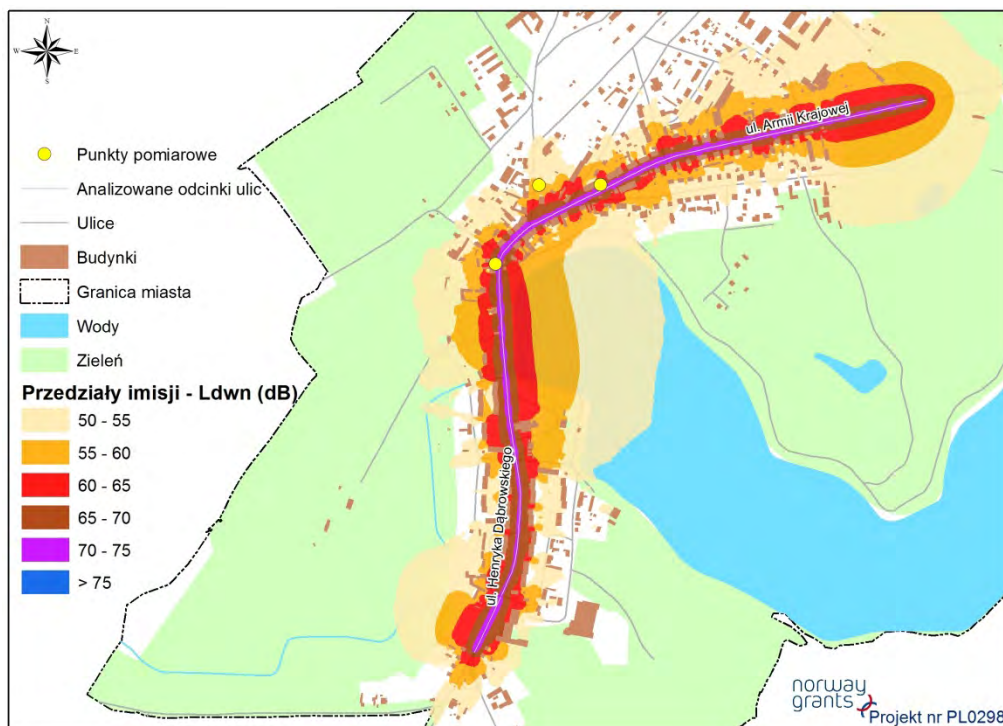 N
W
E
S
Punkty pomiarowe
Analizowane odcinki ulic
Ulice
Budynki
Granica miasta
Wody
Zieleń
Przedziały imisji - Ldwn (dB)
50 - 55
55 - 60
60 - 65
65 - 70
70 - 75
> 75
ul. Armii Krajowej
ul. Henryka Dąbrowskiego
norway
grants
Projekt nr PL0298